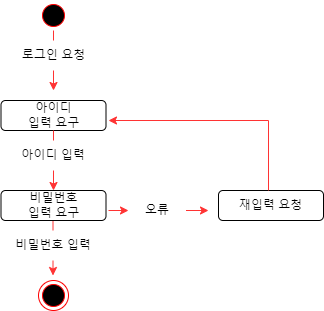 로그인 요청
아이디
입력 요구
아이디 입력
비밀번호
입력 요구
오류
재입력 요청
비밀번호 입력